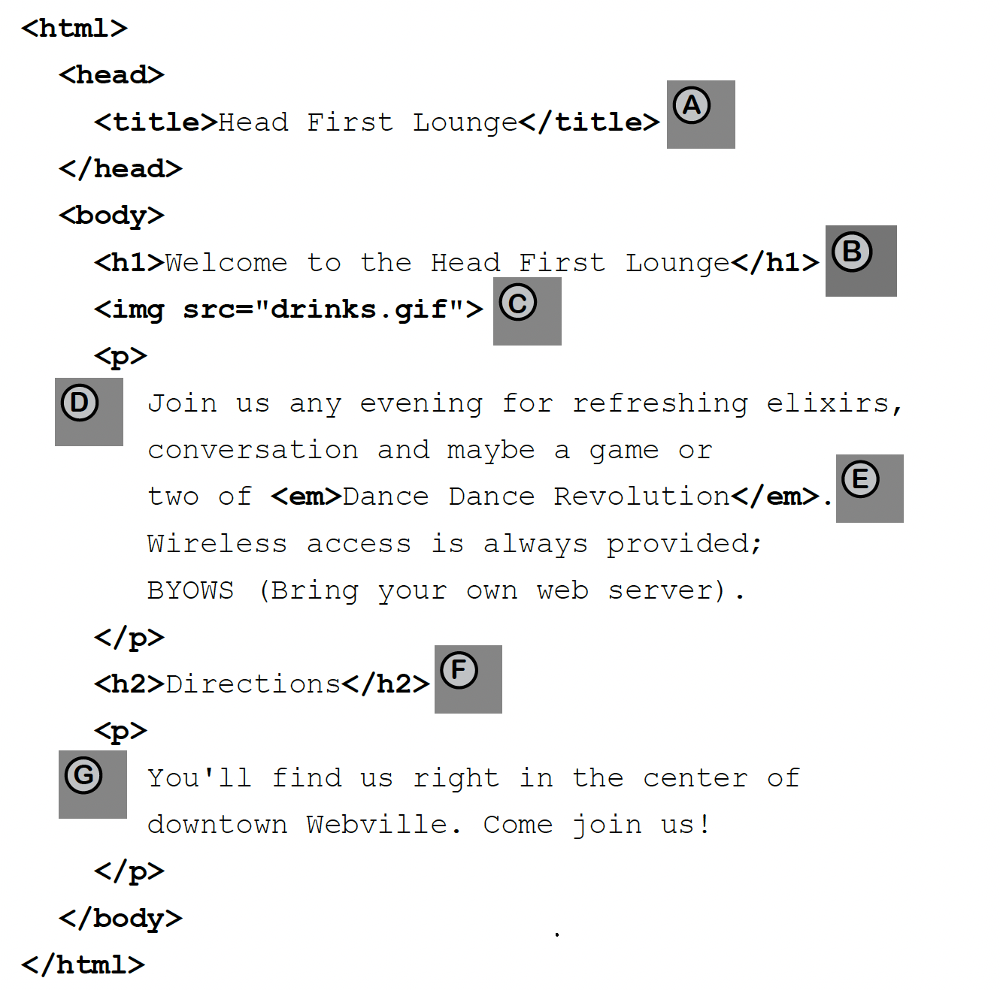 <html>
<head>
<title>Head First Lounge</title> A
</head>
<body>
<h1>Welcome to the Head First Lounge</h1> B
<img src="drinks.gif"> C
<p>
D Join us any evening for refreshing elixirs,
conversation and maybe a game or
two of <em>Dance Dance Revolution</em>. E
Wireless access is always provided;
BYOWS (Bring your own web server).
</p>
<h2>Directions</h2> F
<p>
G You'll find us right in the center of
downtown Webville. Come join us!
</p>
</body>
</html>